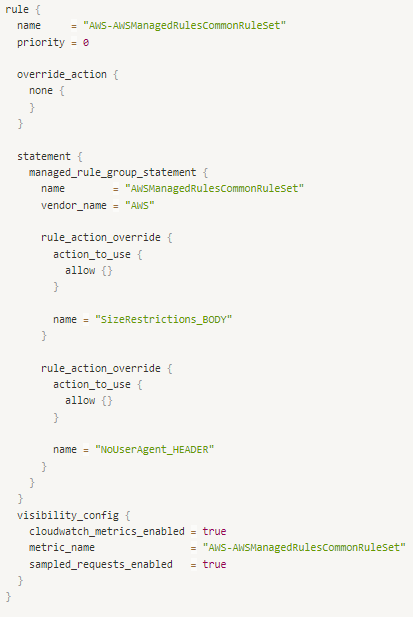 rule {
  name     = "AWS-AWSManagedRulesCommonRuleSet"
  priority = 0

  override_action {
    none {
    }
  }

  statement {
    managed_rule_group_statement {
      name        = "AWSManagedRulesCommonRuleSet"
      vendor_name = "AWS"

      rule_action_override {
        action_to_use {
          allow {}
        }

        name = "SizeRestrictions_BODY"
      }

      rule_action_override {
        action_to_use {
          allow {}
        }

        name = "NoUserAgent_HEADER"
      }
    }
  }
  visibility_config {
    cloudwatch_metrics_enabled = true
    metric_name                = "AWS-AWSManagedRulesCommonRuleSet"
    sampled_requests_enabled   = true
  }
}